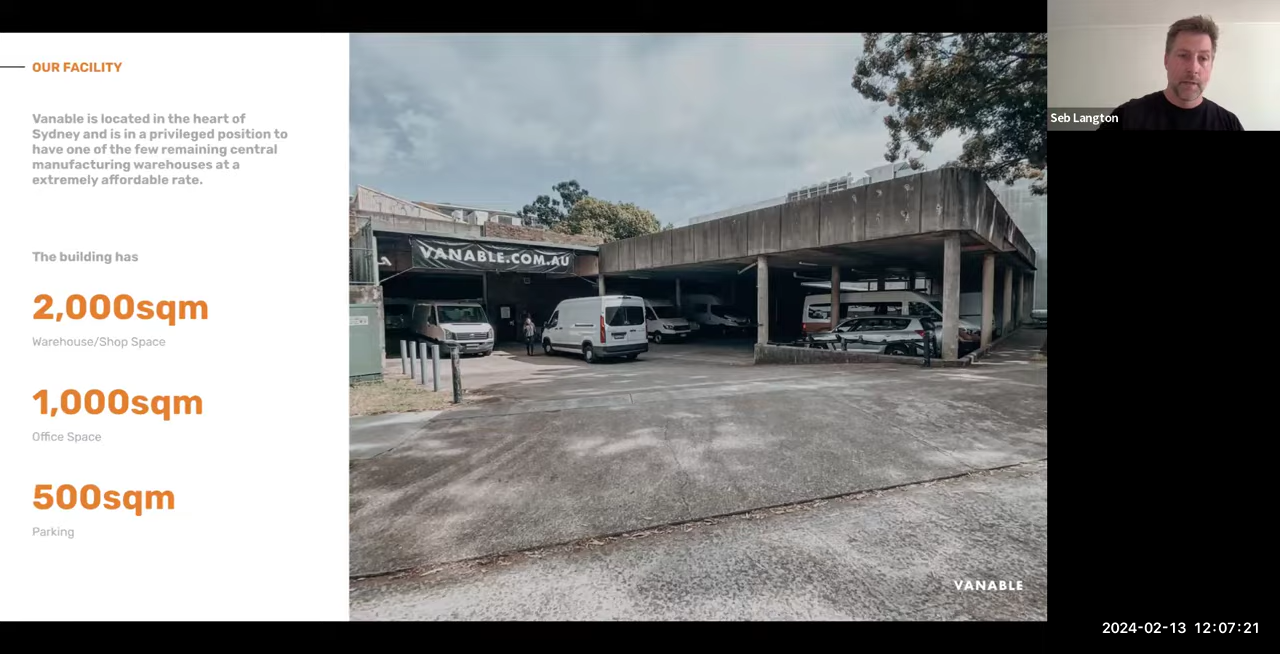 OUR FACILITY
Vanable is located in the heart of
Sydney and is in a privileged position to
have one of the few remaining central
manufacturing warehouses at a
extremely affordable rate.
The building has
2,000sqm
Warehouse/Shop Space
1,000sqm
Office Space
500sqm
Parking
VANABLE.COM.AU
VANABLE
Seb Langton
2024-02-13 12:07:21